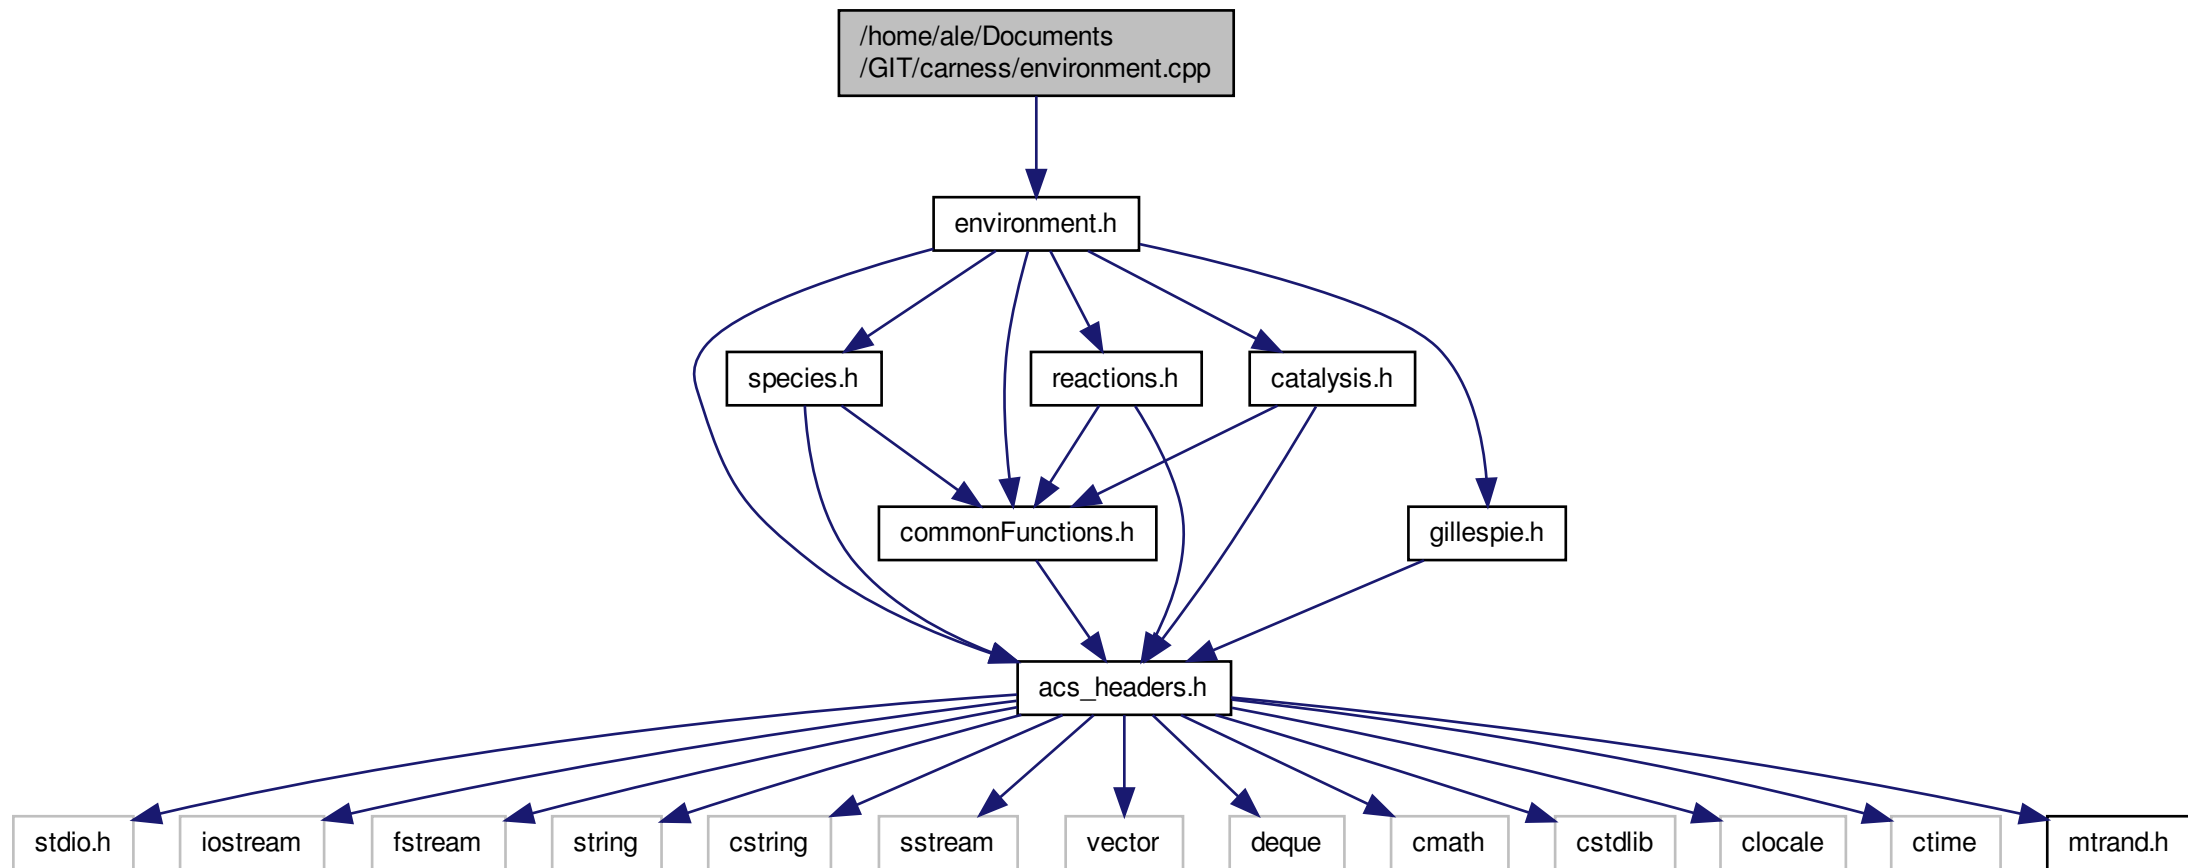 /home/ale/Documents
/GIT/carness/environment.cpp
environment.h
species.h
reactions.h
catalysis.h
commonFunctions.h
gillespie.h
acs_headers.h
stdio.h
iostream
fstream
string
cstring
sstream
vector
deque
cmath
cstdlib
clocale
ctime
mtrand.h